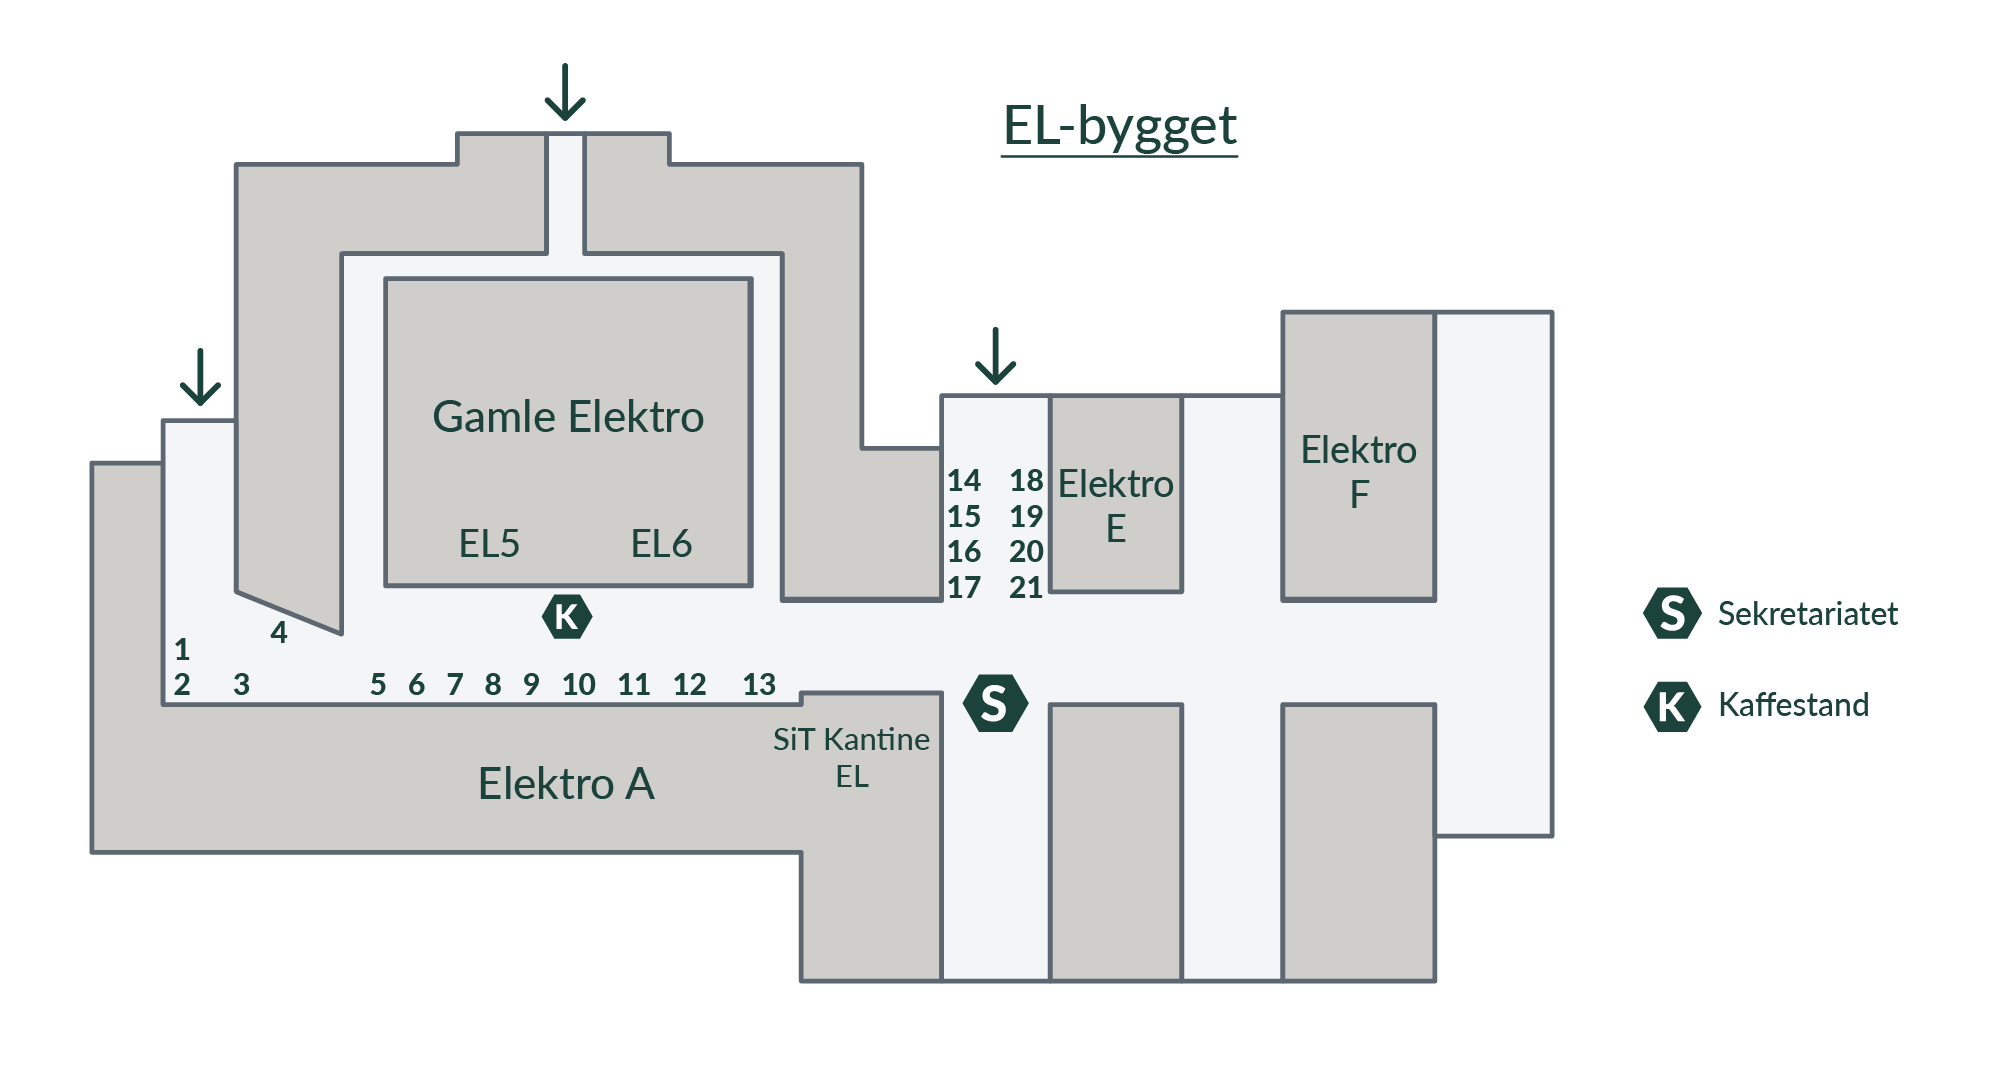 EL-bygget
Gamle Elektro
EL5 EL6
K
14 18
15 19
16 20
17 21
Elektro
E
Elektro
F
1
2 3
4
5 6 7 8 9 10 11 12 13
S
SiT Kantine
EL
Elektro A
S Sekretariatet
K Kaffestand